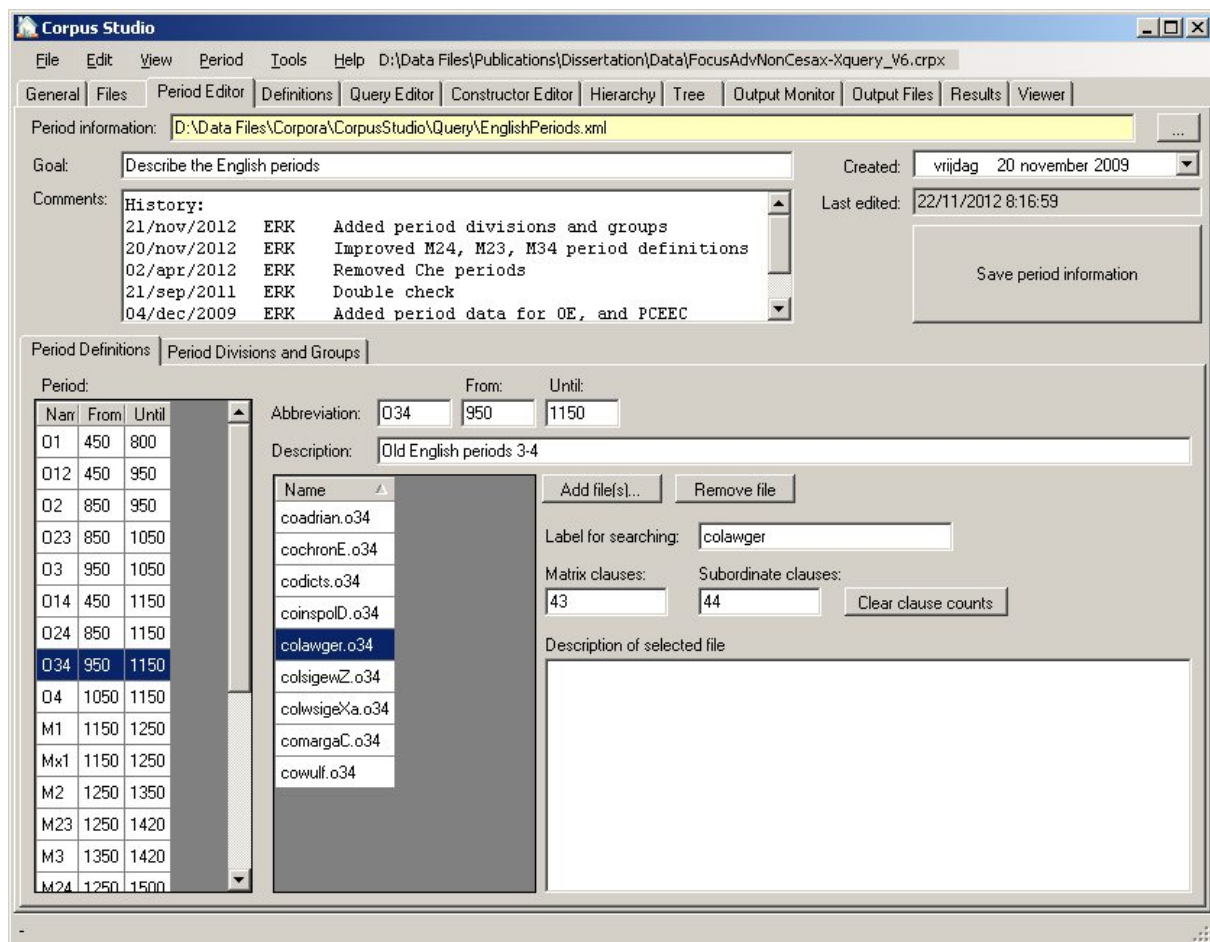 Corpus Studio
File Edit View Period Tools Help D:\Data Files\Publications\Dissertation\Data\FocusAdvNonCesax-Xquery_V6.crpx
General Files Period Editor Definitions Query Editor Constructor Editor Hierarchy Tree Output Monitor Output Files Results Viewer
Period information: D:\Data Files\Corpora\CorpusStudio\Query\EnglishPeriods.xml ...
Goal: Describe the English periods Created: vrijdag 20 november 2009
Comments: History: Last edited: 22/11/2012 8:16:59
21/nov/2012 ERK Added period divisions and groups
20/nov/2012 ERK Improved M24, M23, M34 period definitions
02/apr/2012 ERK Removed Che periods
21/sep/2011 ERK Double check
04/dec/2009 ERK Added period data for OE, and PCEEC
Save period information
Period Definitions Period Divisions and Groups
Period:
Nam From Until
O1 450 800
O12 450 950
O2 850 950
O23 850 1050
O3 950 1050
O14 450 1150
O24 850 1150
O34 950 1150
O4 1050 1150
M1 1150 1250
Mx1 1150 1250
M2 1250 1350
M23 1250 1420
M3 1350 1420
M24 1250 1500
From: Until:
Abbreviation: O34 950 1150
Description: Old English periods 3-4
Name
coadrian.o34
cochronE.o34
codicts.o34
coinspolD.o34
colawger.o34
colsigewZ.o34
colwsigeXa.o34
comargaC.o34
cowulf.o34
Add file(s)... Remove file
Label for searching: colawger
Matrix clauses: Subordinate clauses:
43 44 Clear clause counts
Description of selected file
-